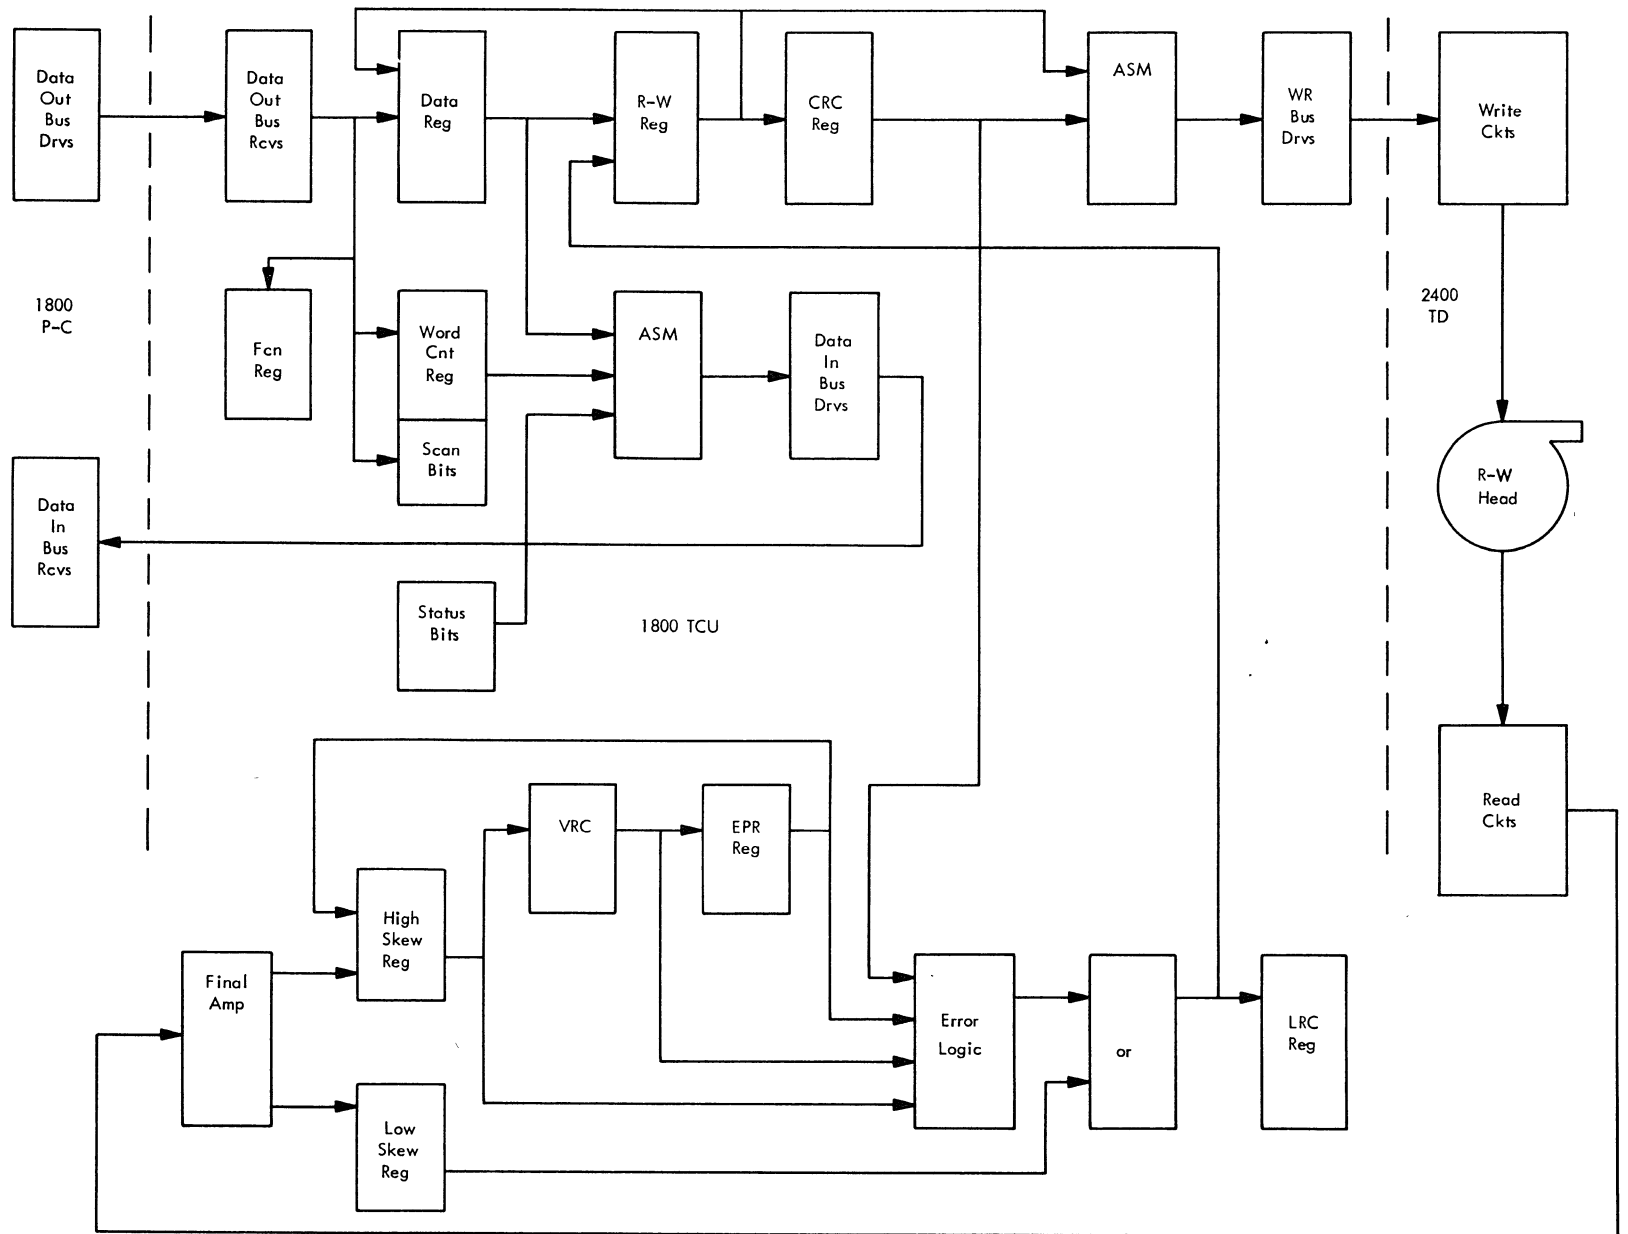 Data
Out
Bus
Drvs
Data
Out
Bus
Rcvs
Data
Reg
R-W
Reg
CRC
Reg
ASM
WR
Bus
Drvs
Write
Ckts
1800
P-C
Fcn
Reg
Word
Cnt
Reg
Scan
Bits
ASM
Data
In
Bus
Drvs
2400
TD
R-W
Head
Data
In
Bus
Rcvs
Status
Bits
1800 TCU
VRC
EPR
Reg
Read
Ckts
High
Skew
Reg
Final
Amp
Low
Skew
Reg
Error
Logic
or
LRC
Reg